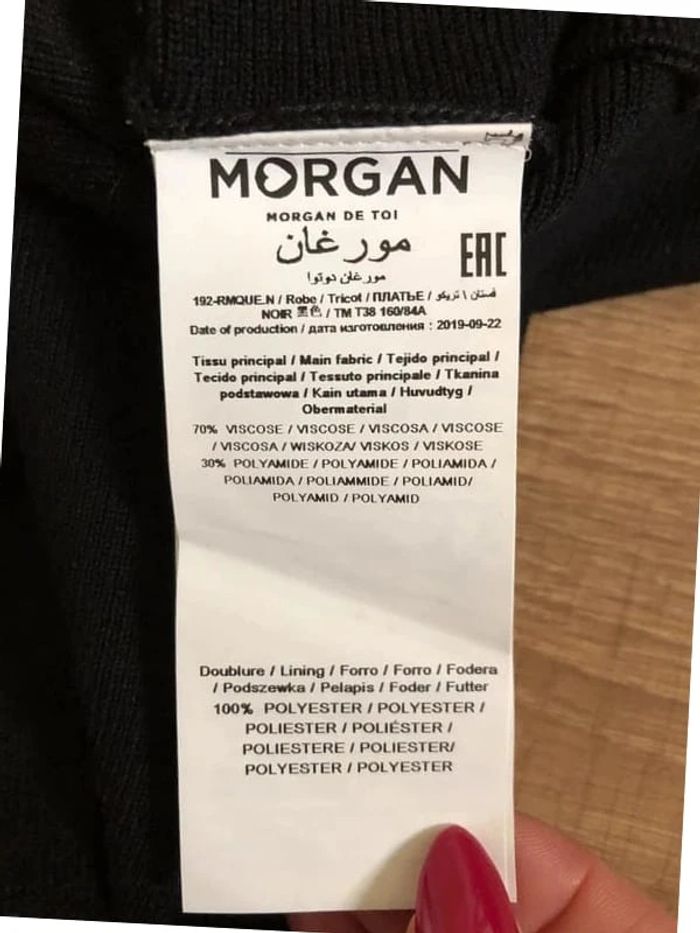 MORGAN
MORGAN DE TOI
مورغان
مورغان دوتوا
EAC
192-RMQUE.N / Robe / Tricot / ПЛАТЬЕ / فستان \ تريكو
NOIR 黑色 / TM T38 160/84A
Date of production / дата изготовления : 2019-09-22
Tissu principal / Main fabric / Tejido principal /
Tecido principal / Tessuto principale / Tkanina
podstawowa / Kain utama / Huvudtyg /
Obermaterial
70% VISCOSE / VISCOSE / VISCOSA / VISCOSE
/ VISCOSA / WISKOZA/ VISKOS / VISKOSE
30% POLYAMIDE / POLYAMIDE / POLIAMIDA /
POLIAMIDA / POLIAMMIDE / POLIAMID/
POLYAMID / POLYAMID
Doublure / Lining / Forro / Forro / Fodera
/ Podszewka / Pelapis / Foder / Futter
100% POLYESTER / POLYESTER /
POLIESTER / POLIÉSTER /
POLIESTERE / POLIESTER/
POLYESTER / POLYESTER